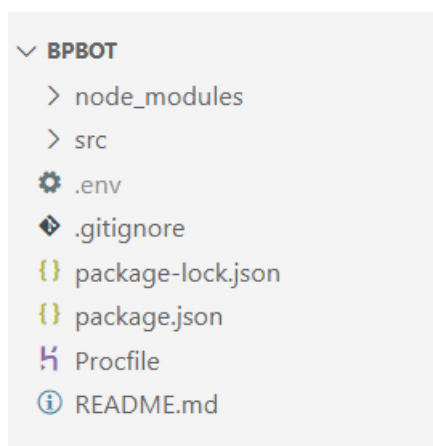 BPBOT
node_modules
src
.env
.gitignore
package-lock.json
package.json
Procfile
README.md